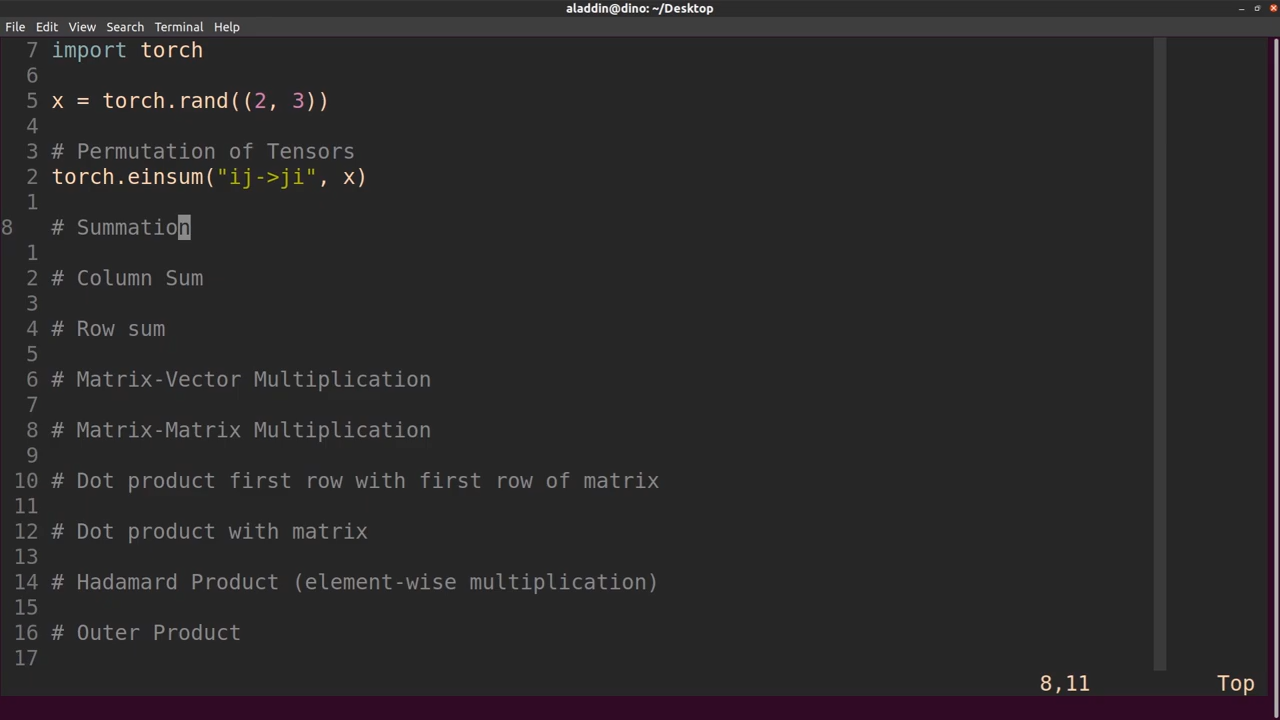 aladdin@dino: ~/Desktop
File Edit View Search Terminal Help
7 import torch
6
5 x = torch.rand((2, 3))
4
3 # Permutation of Tensors
2 torch.einsum("ij->ji", x)
1
8 # Summation
1
2 # Column Sum
3
4 # Row sum
5
6 # Matrix-Vector Multiplication
7
8 # Matrix-Matrix Multiplication
9
10 # Dot product first row with first row of matrix
11
12 # Dot product with matrix
13
14 # Hadamard Product (element-wise multiplication)
15
16 # Outer Product
17
8,11 Top